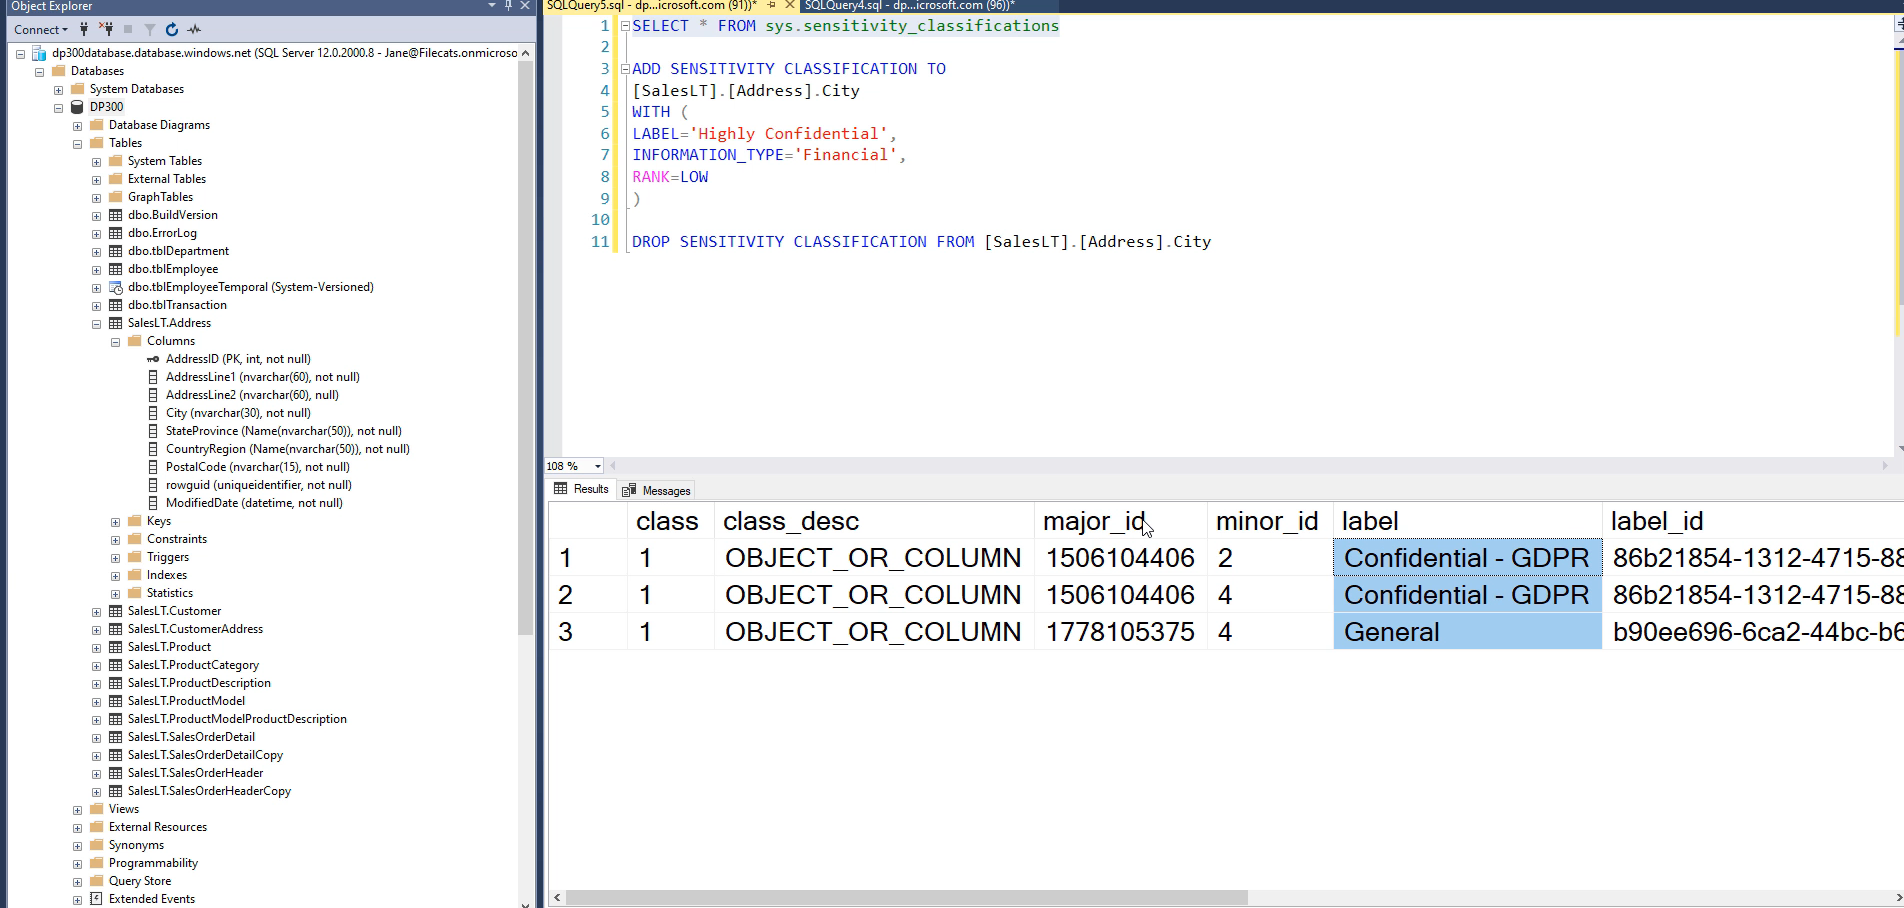 Object Explorer
Connect
dp300database.database.windows.net (SQL Server 12.0.2000.8 - Jane@Filecats.onmicroso
Databases
System Databases
DP300
Database Diagrams
Tables
System Tables
External Tables
GraphTables
dbo.BuildVersion
dbo.ErrorLog
dbo.tblDepartment
dbo.tblEmployee
dbo.tblEmployeeTemporal (System-Versioned)
dbo.tblTransaction
SalesLT.Address
Columns
AddressID (PK, int, not null)
AddressLine1 (nvarchar(60), not null)
AddressLine2 (nvarchar(60), null)
City (nvarchar(30), not null)
StateProvince (Name(nvarchar(50)), not null)
CountryRegion (Name(nvarchar(50)), not null)
PostalCode (nvarchar(15), not null)
rowguid (uniqueidentifier, not null)
ModifiedDate (datetime, not null)
Keys
Constraints
Triggers
Indexes
Statistics
SalesLT.Customer
SalesLT.CustomerAddress
SalesLT.Product
SalesLT.ProductCategory
SalesLT.ProductDescription
SalesLT.ProductModel
SalesLT.ProductModelProductDescription
SalesLT.SalesOrderDetail
SalesLT.SalesOrderDetailCopy
SalesLT.SalesOrderHeader
SalesLT.SalesOrderHeaderCopy
Views
External Resources
Synonyms
Programmability
Query Store
Extended Events
SQLQuery5.sql - dp...icrosoft.com (91))* SQLQuery4.sql - dp...icrosoft.com (96))*
1 SELECT * FROM sys.sensitivity_classifications
2
3 ADD SENSITIVITY CLASSIFICATION TO
4 [SalesLT].[Address].City
5 WITH (
6 LABEL='Highly Confidential',
7 INFORMATION_TYPE='Financial',
8 RANK=LOW
9 )
10
11 DROP SENSITIVITY CLASSIFICATION FROM [SalesLT].[Address].City
108 %
Results Messages
class class_desc major_id minor_id label label_id
1 1 OBJECT_OR_COLUMN 1506104406 2 Confidential - GDPR 86b21854-1312-4715-88
2 1 OBJECT_OR_COLUMN 1506104406 4 Confidential - GDPR 86b21854-1312-4715-88
3 1 OBJECT_OR_COLUMN 1778105375 4 General b90ee696-6ca2-44bc-b6